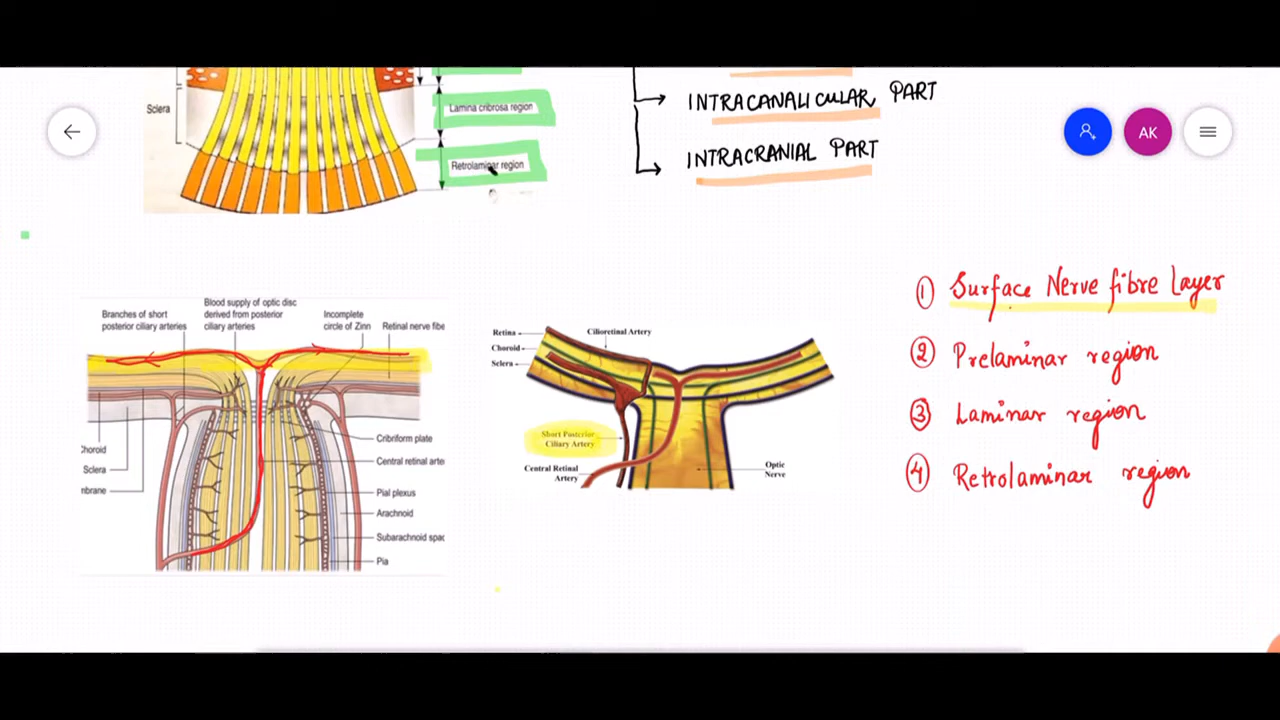 Sclera
Lamina cribrosa region
Retrolaminar region
INTRACANALICULAR PART
INTRACRANIAL PART
AK
Branches of short
posterior ciliary arteries
Blood supply of optic disc
derived from posterior
ciliary arteries
Incomplete
circle of Zinn
Retinal nerve fibe
Choroid
Sclera
mbrane
Cribriform plate
Central retinal arte
Pial plexus
Arachnoid
Subarachnoid spac
Pia
Retina
Choroid
Sclera
Cilioretinal Artery
Short Posterior
Ciliary Artery
Central Retinal
Artery
Optic
Nerve
① Surface Nerve fibre Layer
② Prelaminar region
③ Laminar region
④ Retrolaminar region